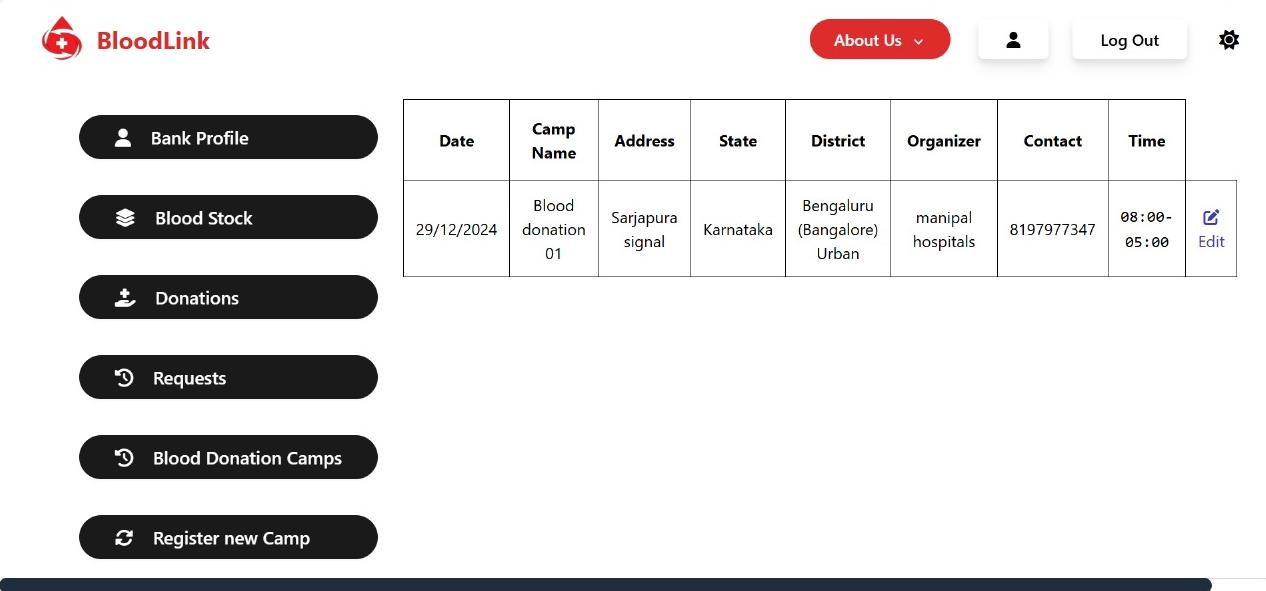 BloodLink
About Us
Log Out
Bank Profile
Blood Stock
Donations
Requests
Blood Donation Camps
Register new Camp
Date
Camp
Name
Address
State
District
Organizer
Contact
Time
29/12/2024
Blood
donation
01
Sarjapura
signal
Karnataka
Bengaluru
(Bangalore)
Urban
manipal
hospitals
8197977347
08:00-
05:00
Edit